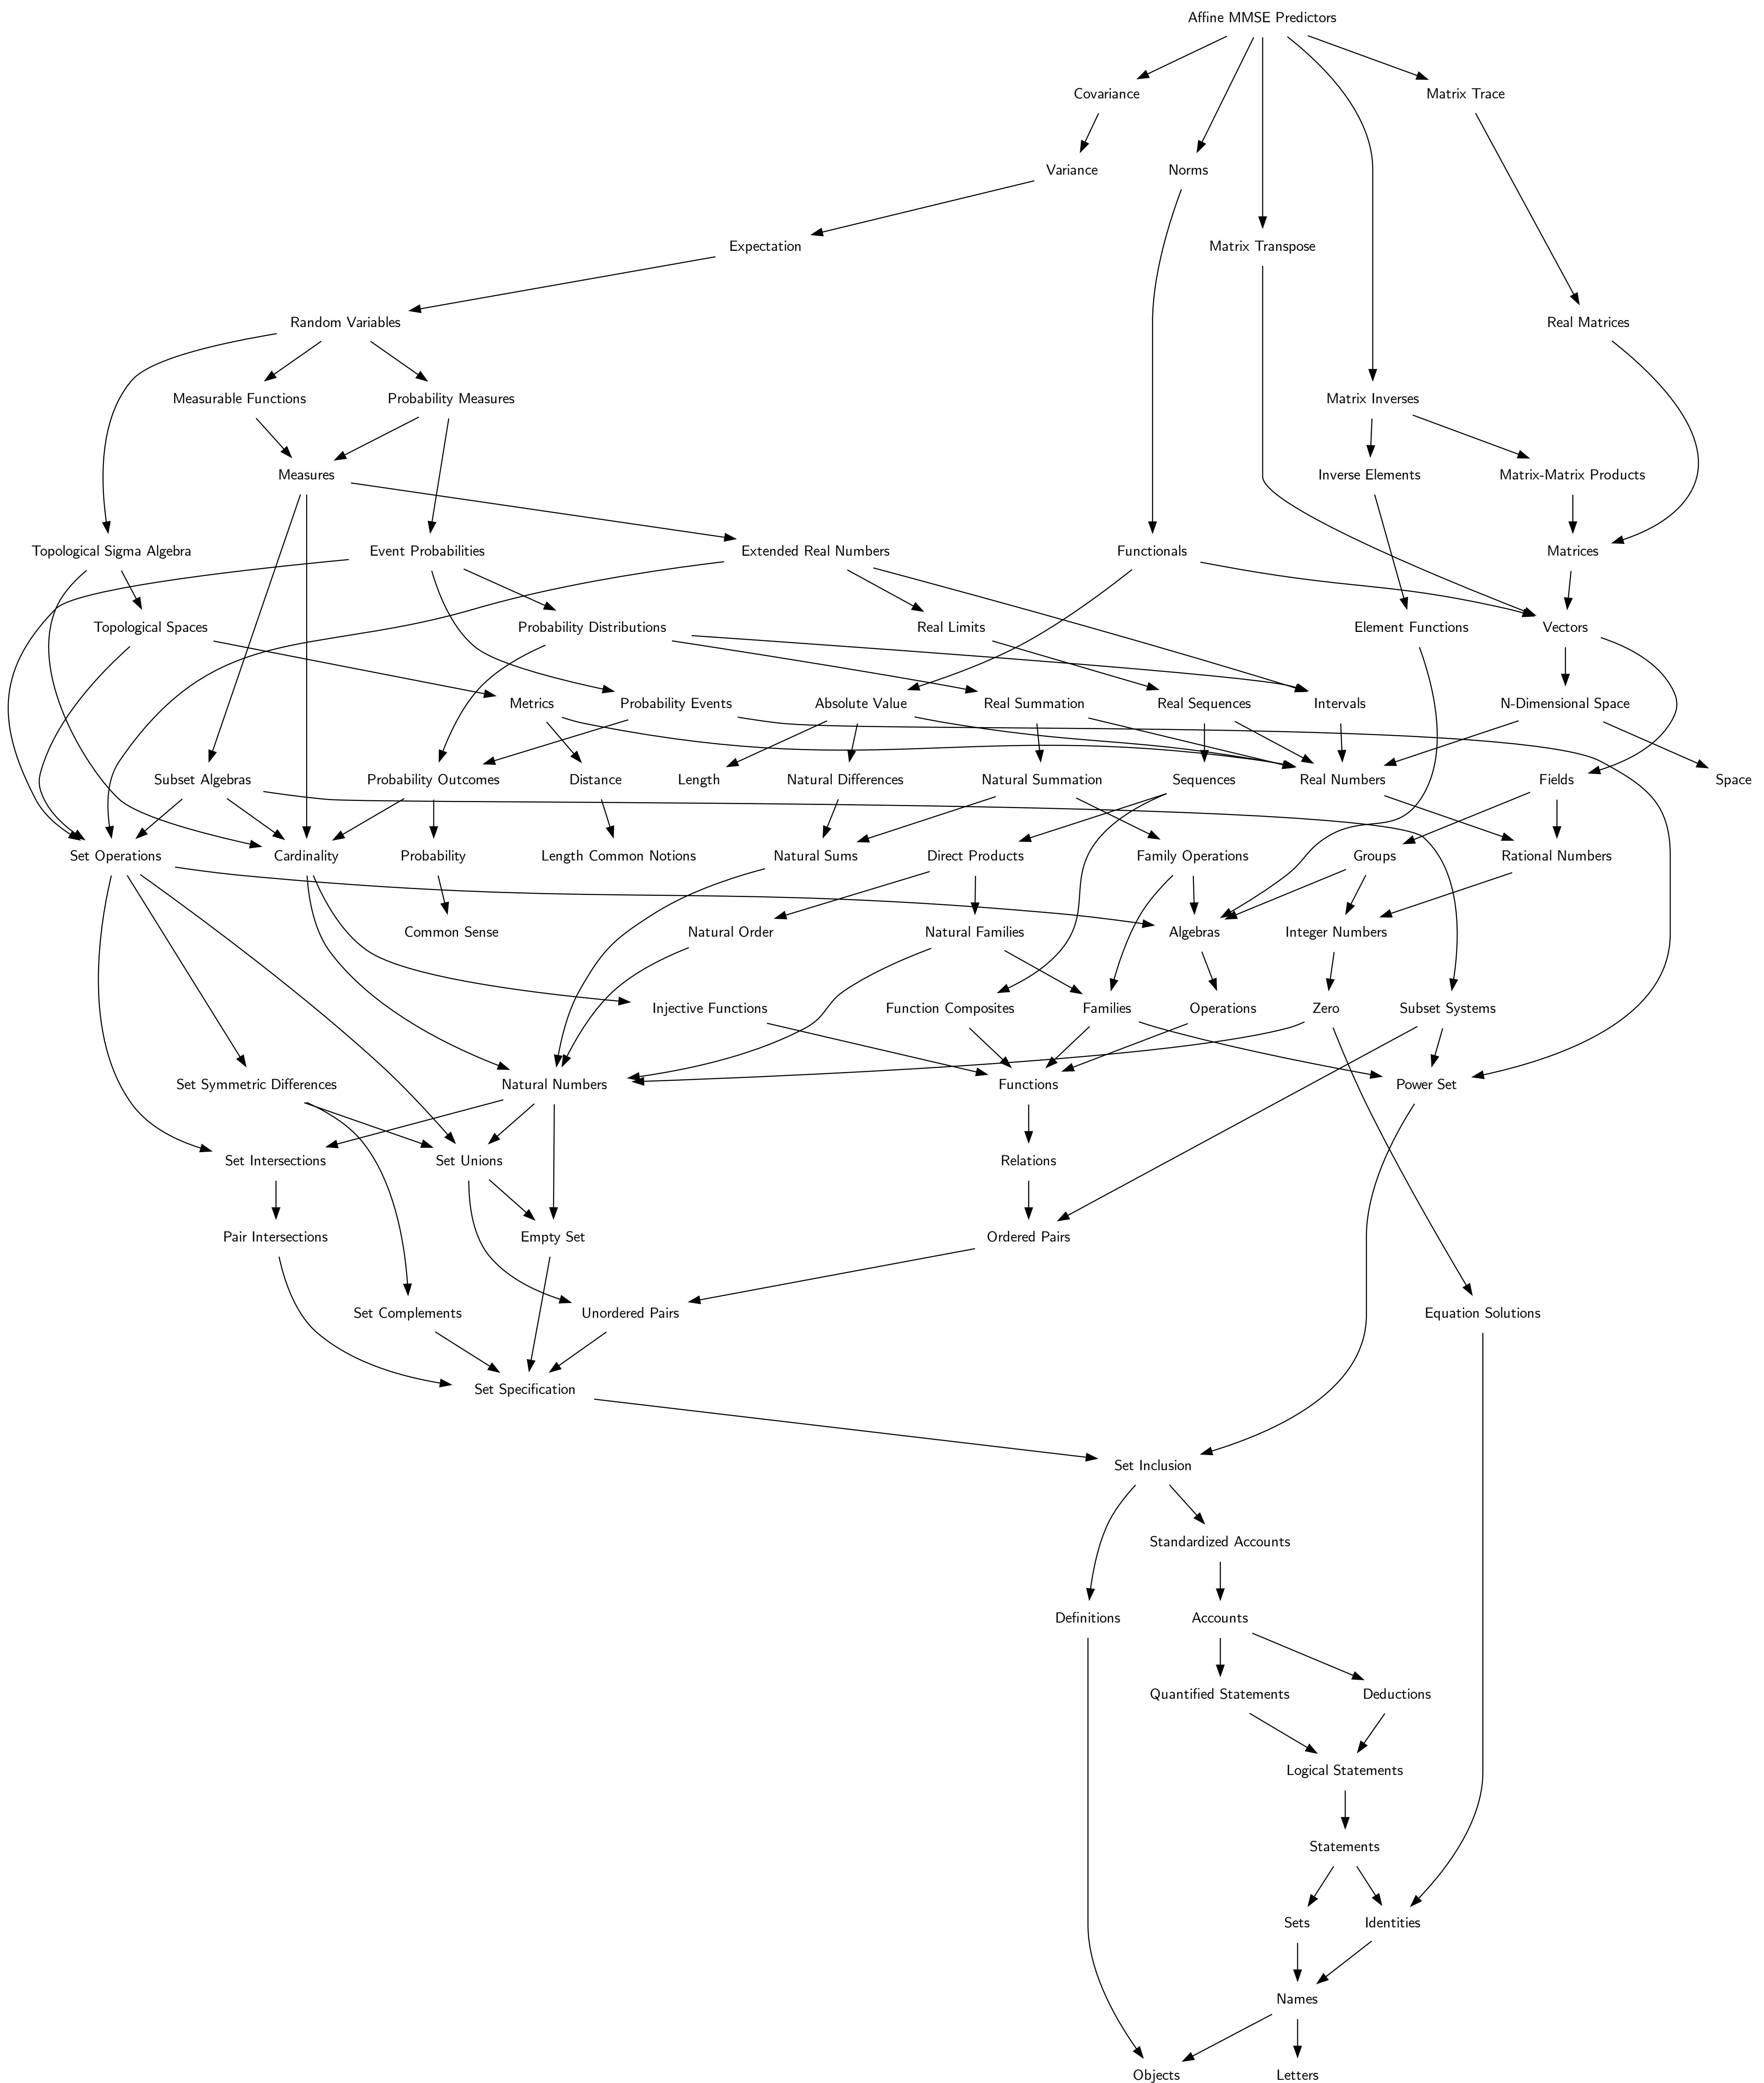 Affine MMSE Predictors
Covariance
Matrix Trace
Variance
Norms
Expectation
Matrix Transpose
Random Variables
Real Matrices
Measurable Functions
Probability Measures
Matrix Inverses
Measures
Inverse Elements
Matrix-Matrix Products
Topological Sigma Algebra
Event Probabilities
Extended Real Numbers
Functionals
Matrices
Topological Spaces
Probability Distributions
Real Limits
Element Functions
Vectors
Metrics
Probability Events
Absolute Value
Real Summation
Real Sequences
Intervals
N-Dimensional Space
Subset Algebras
Probability Outcomes
Distance
Length
Natural Differences
Natural Summation
Sequences
Real Numbers
Fields
Space
Set Operations
Cardinality
Probability
Length Common Notions
Natural Sums
Direct Products
Family Operations
Groups
Rational Numbers
Common Sense
Natural Order
Natural Families
Algebras
Integer Numbers
Injective Functions
Function Composites
Families
Operations
Zero
Subset Systems
Set Symmetric Differences
Natural Numbers
Functions
Power Set
Set Intersections
Set Unions
Relations
Pair Intersections
Empty Set
Ordered Pairs
Set Complements
Unordered Pairs
Equation Solutions
Set Specification
Set Inclusion
Standardized Accounts
Definitions
Accounts
Quantified Statements
Deductions
Logical Statements
Statements
Sets
Identities
Names
Objects
Letters